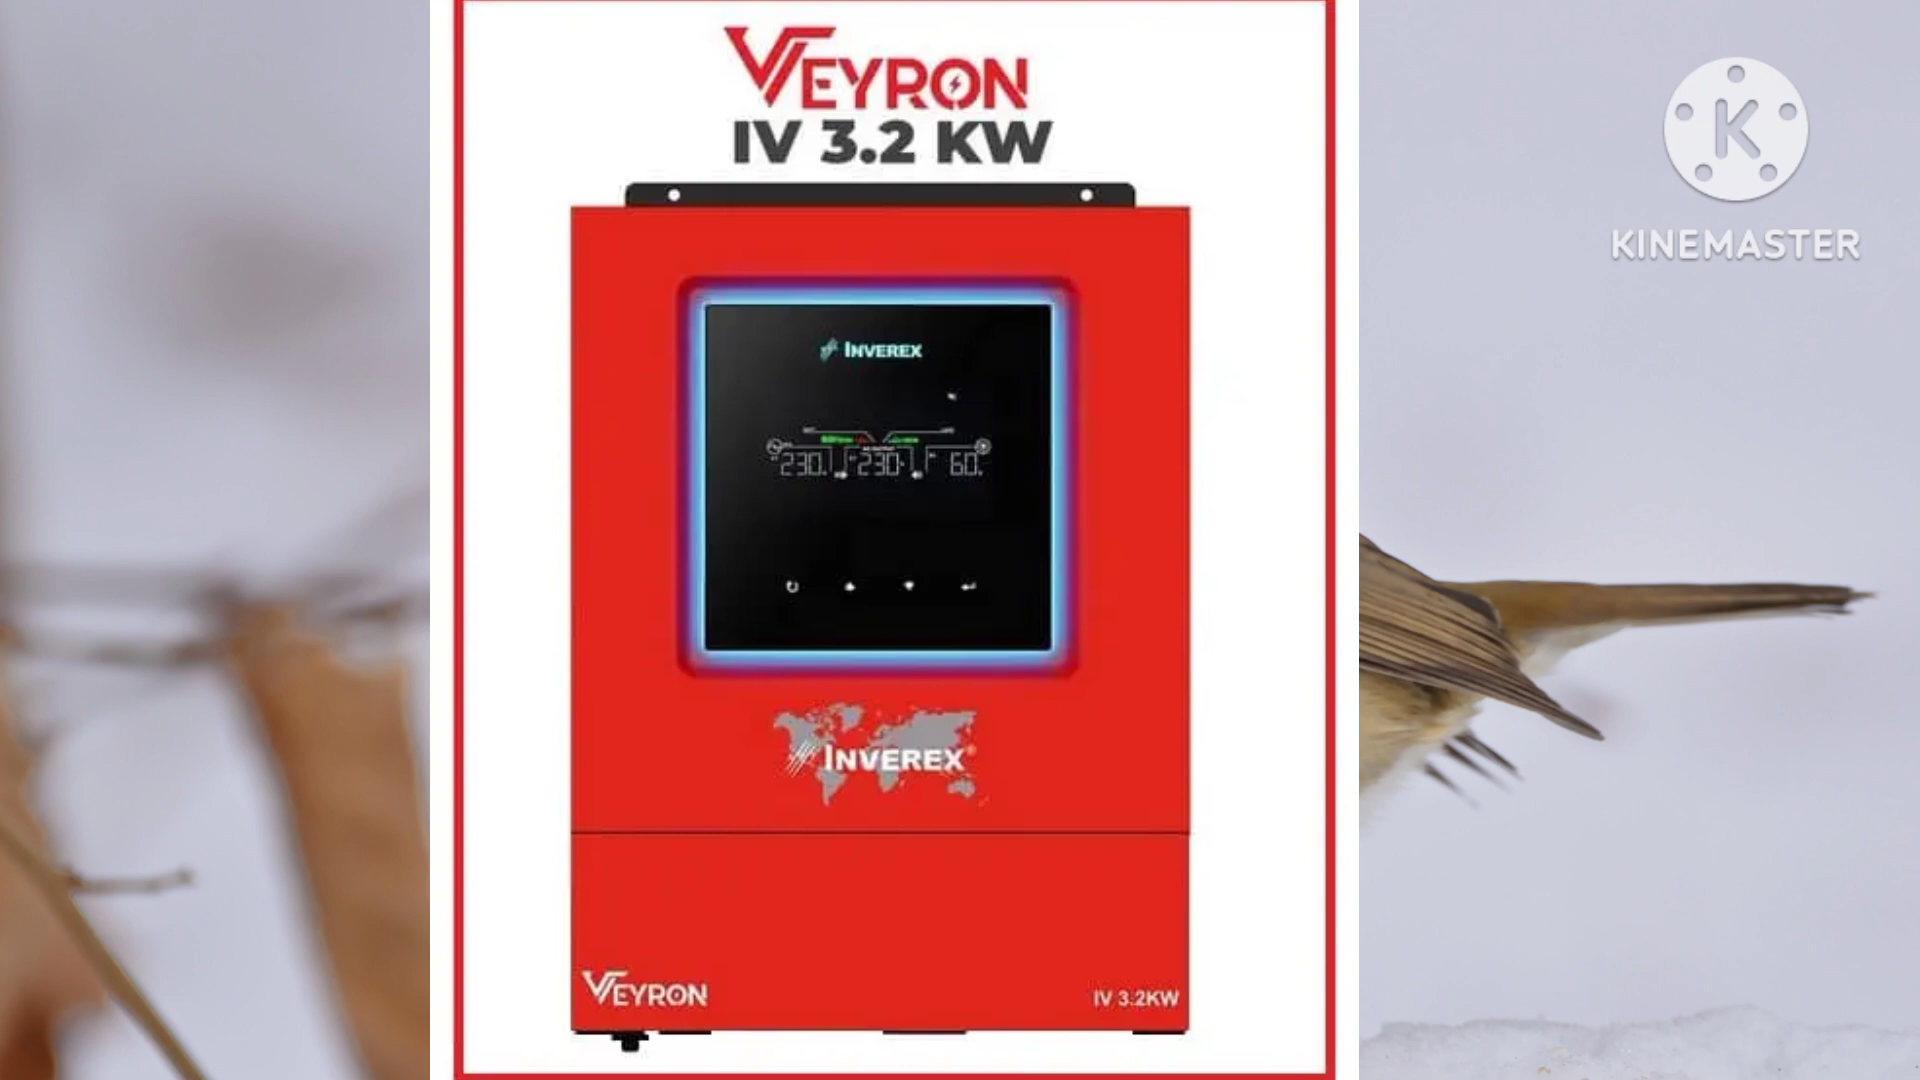 VEYRON
IV 3.2 KW
KINEMASTER
INVEREX
230 230 60
INVEREX
VEYRON
IV 3.2KW